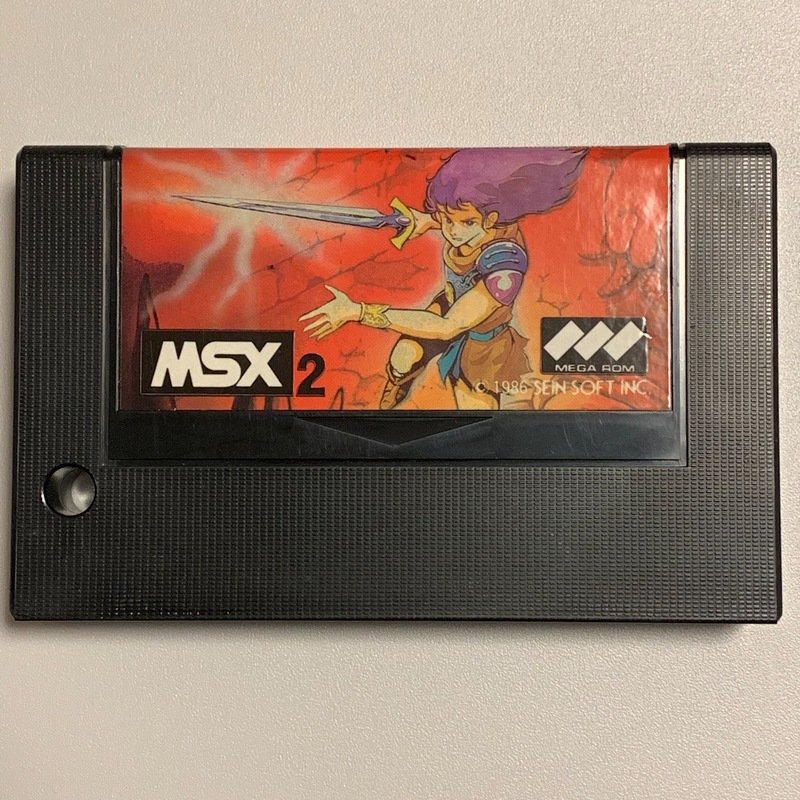 MSX 2
MEGA ROM
© 1986 SEIN SOFT INC.